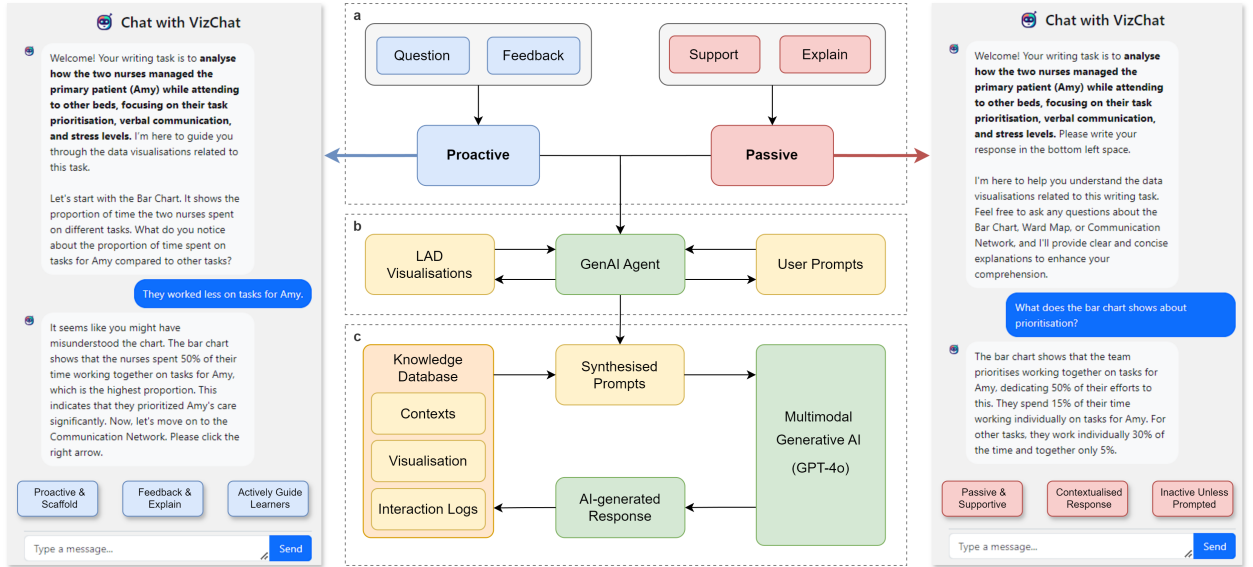 Chat with VizChat
Welcome! Your writing task is to analyse
how the two nurses managed the
primary patient (Amy) while attending
to other beds, focusing on their task
prioritisation, verbal communication,
and stress levels. I'm here to guide you
through the data visualisations related to
this task.
Let's start with the Bar Chart. It shows the
proportion of time the two nurses spent
on different tasks. What do you notice
about the proportion of time spent on
tasks for Amy compared to other tasks?
They worked less on tasks for Amy.
It seems like you might have
misunderstood the chart. The bar chart
shows that the nurses spent 50% of their
time working together on tasks for Amy,
which is the highest proportion. This
indicates that they prioritized Amy's care
significantly. Now, let's move on to the
Communication Network. Please click the
right arrow.
Proactive &
Scaffold
Feedback &
Explain
Actively Guide
Learners
Type a message...
Send
a
Question
Feedback
Support
Explain
Proactive
Passive
b
LAD
Visualisations
GenAI Agent
User Prompts
c
Knowledge
Database
Contexts
Visualisation
Interaction Logs
Synthesised
Prompts
AI-generated
Response
Multimodal
Generative AI
(GPT-4o)
Chat with VizChat
Welcome! Your writing task is to analyse
how the two nurses managed the
primary patient (Amy) while attending
to other beds, focusing on their task
prioritisation, verbal communication,
and stress levels. Please write your
response in the bottom left space.
I'm here to help you understand the data
visualisations related to this writing task.
Feel free to ask any questions about the
Bar Chart, Ward Map, or Communication
Network, and I'll provide clear and concise
explanations to enhance your
comprehension.
What does the bar chart shows about
prioritisation?
The bar chart shows that the team
prioritises working together on tasks for
Amy, dedicating 50% of their efforts to
this. They spend 15% of their time
working individually on tasks for Amy. For
other tasks, they work individually 30% of
the time and together only 5%.
Passive &
Supportive
Contextualised
Response
Inactive Unless
Prompted
Type a message...
Send